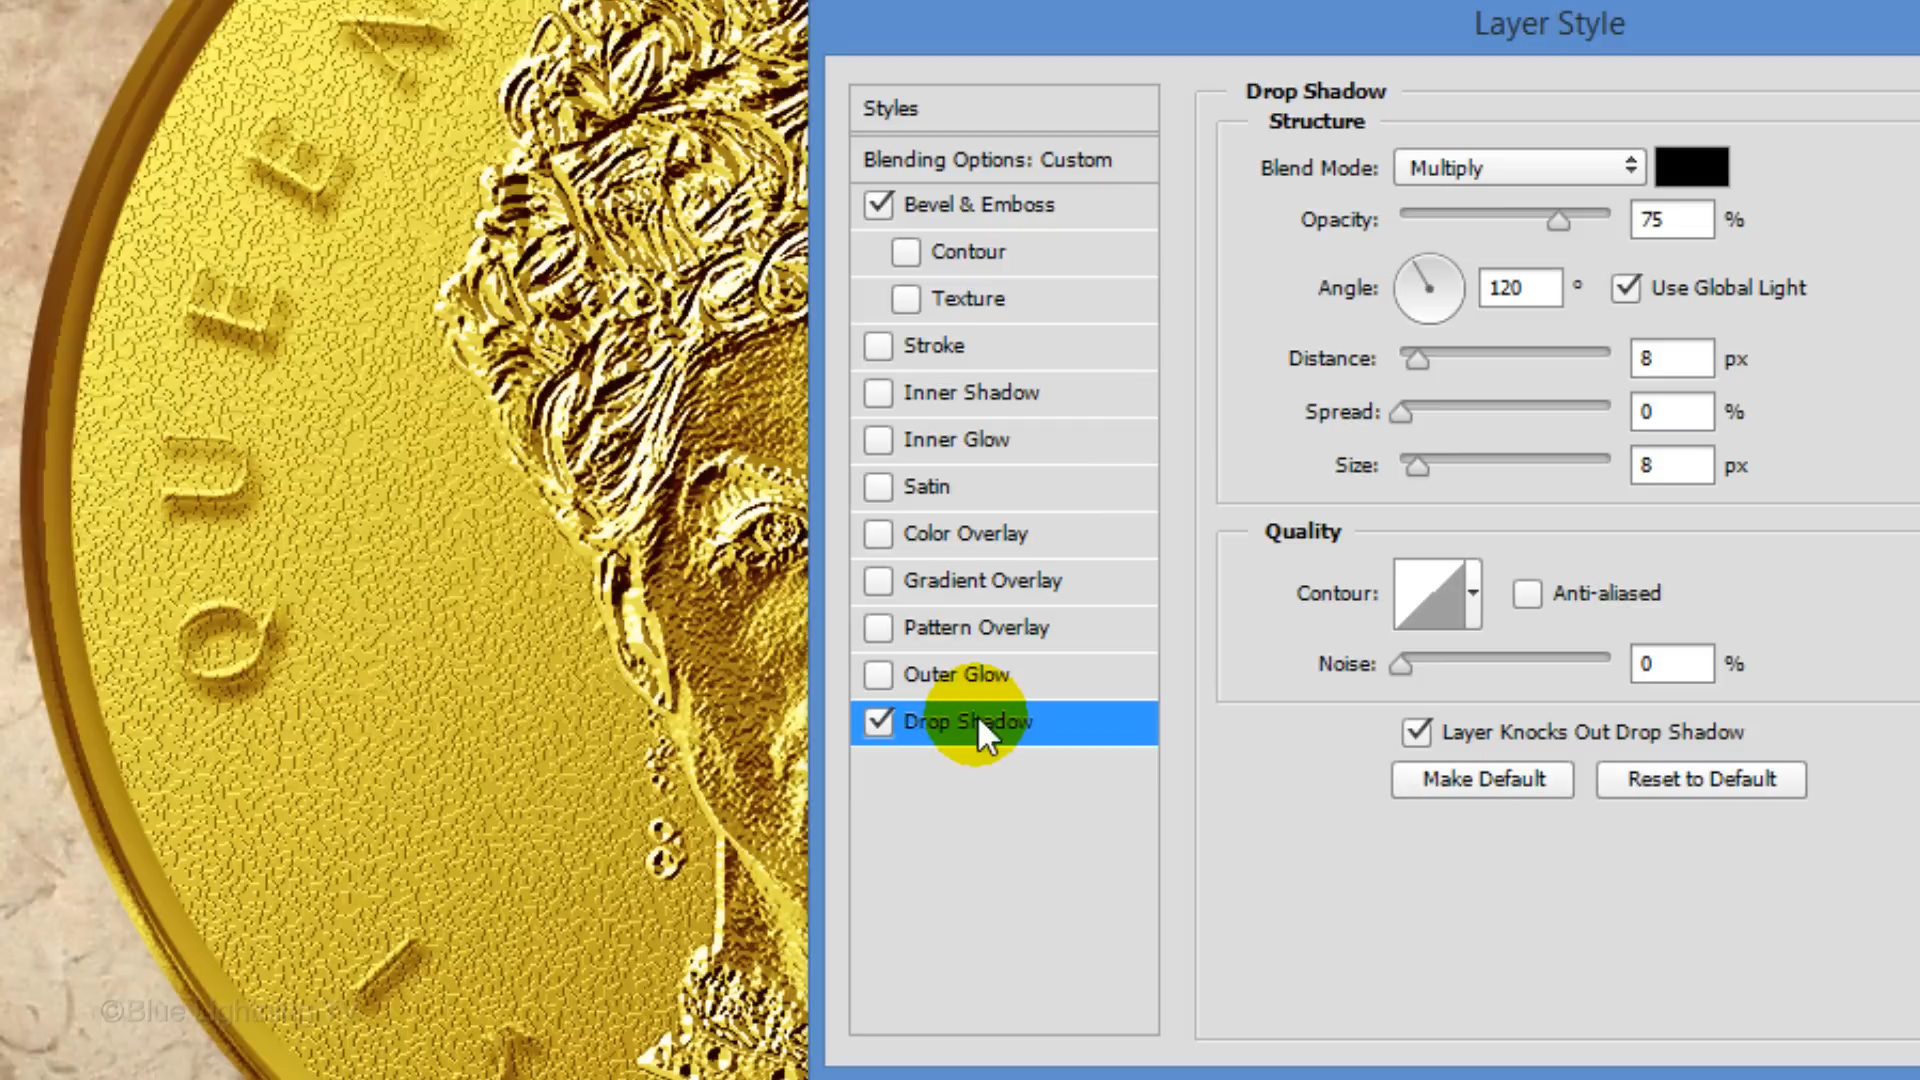 QUEEN
Layer Style
Styles
Blending Options: Custom
Bevel & Emboss
Contour
Texture
Stroke
Inner Shadow
Inner Glow
Satin
Color Overlay
Gradient Overlay
Pattern Overlay
Outer Glow
Drop Shadow
Drop Shadow
Structure
Blend Mode: Multiply
Opacity: 75 %
Angle: 120 ° Use Global Light
Distance: 8 px
Spread: 0 %
Size: 8 px
Quality
Contour: Anti-aliased
Noise: 0 %
Layer Knocks Out Drop Shadow
Make Default Reset to Default
©Blue Lightning TV